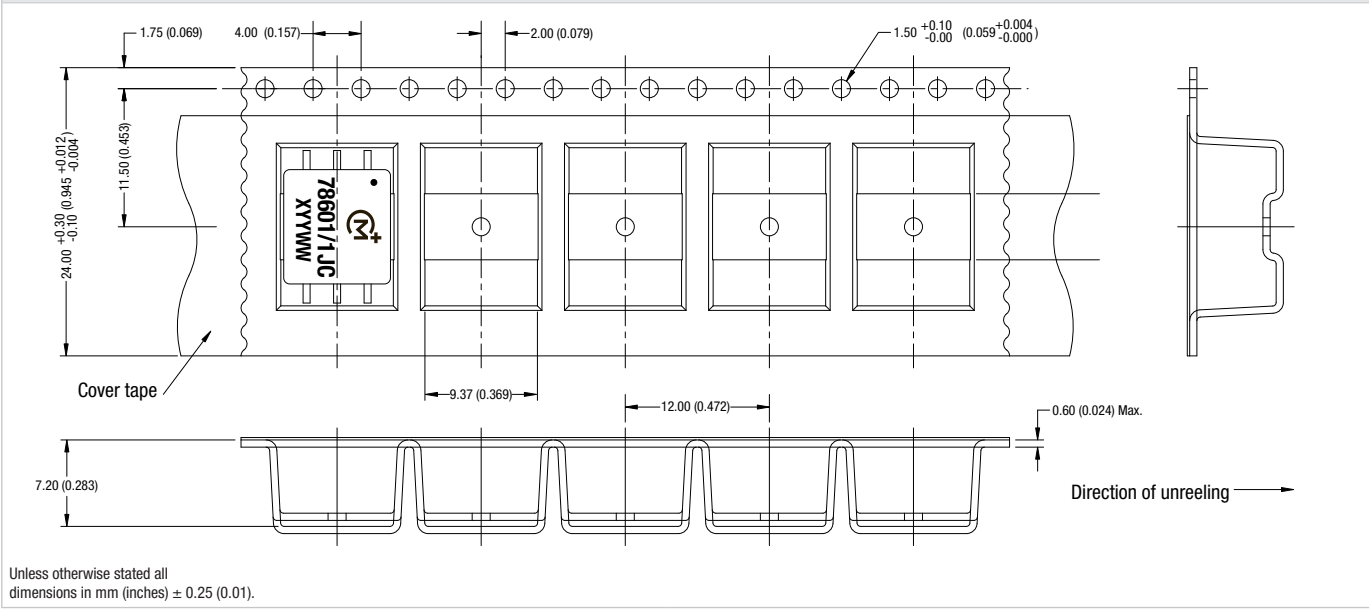 1.75 (0.069)
4.00 (0.157)
2.00 (0.079)
1.50 +0.10 -0.00 (0.059 +0.004 -0.000)
24.00 +0.30 -0.10 (0.945 +0.012 -0.004)
11.50 (0.453)
78601/1JC
XYYWW
M
Cover tape
9.37 (0.369)
12.00 (0.472)
0.60 (0.024) Max.
7.20 (0.283)
Direction of unreeling
Unless otherwise stated all
dimensions in mm (inches) ± 0.25 (0.01).